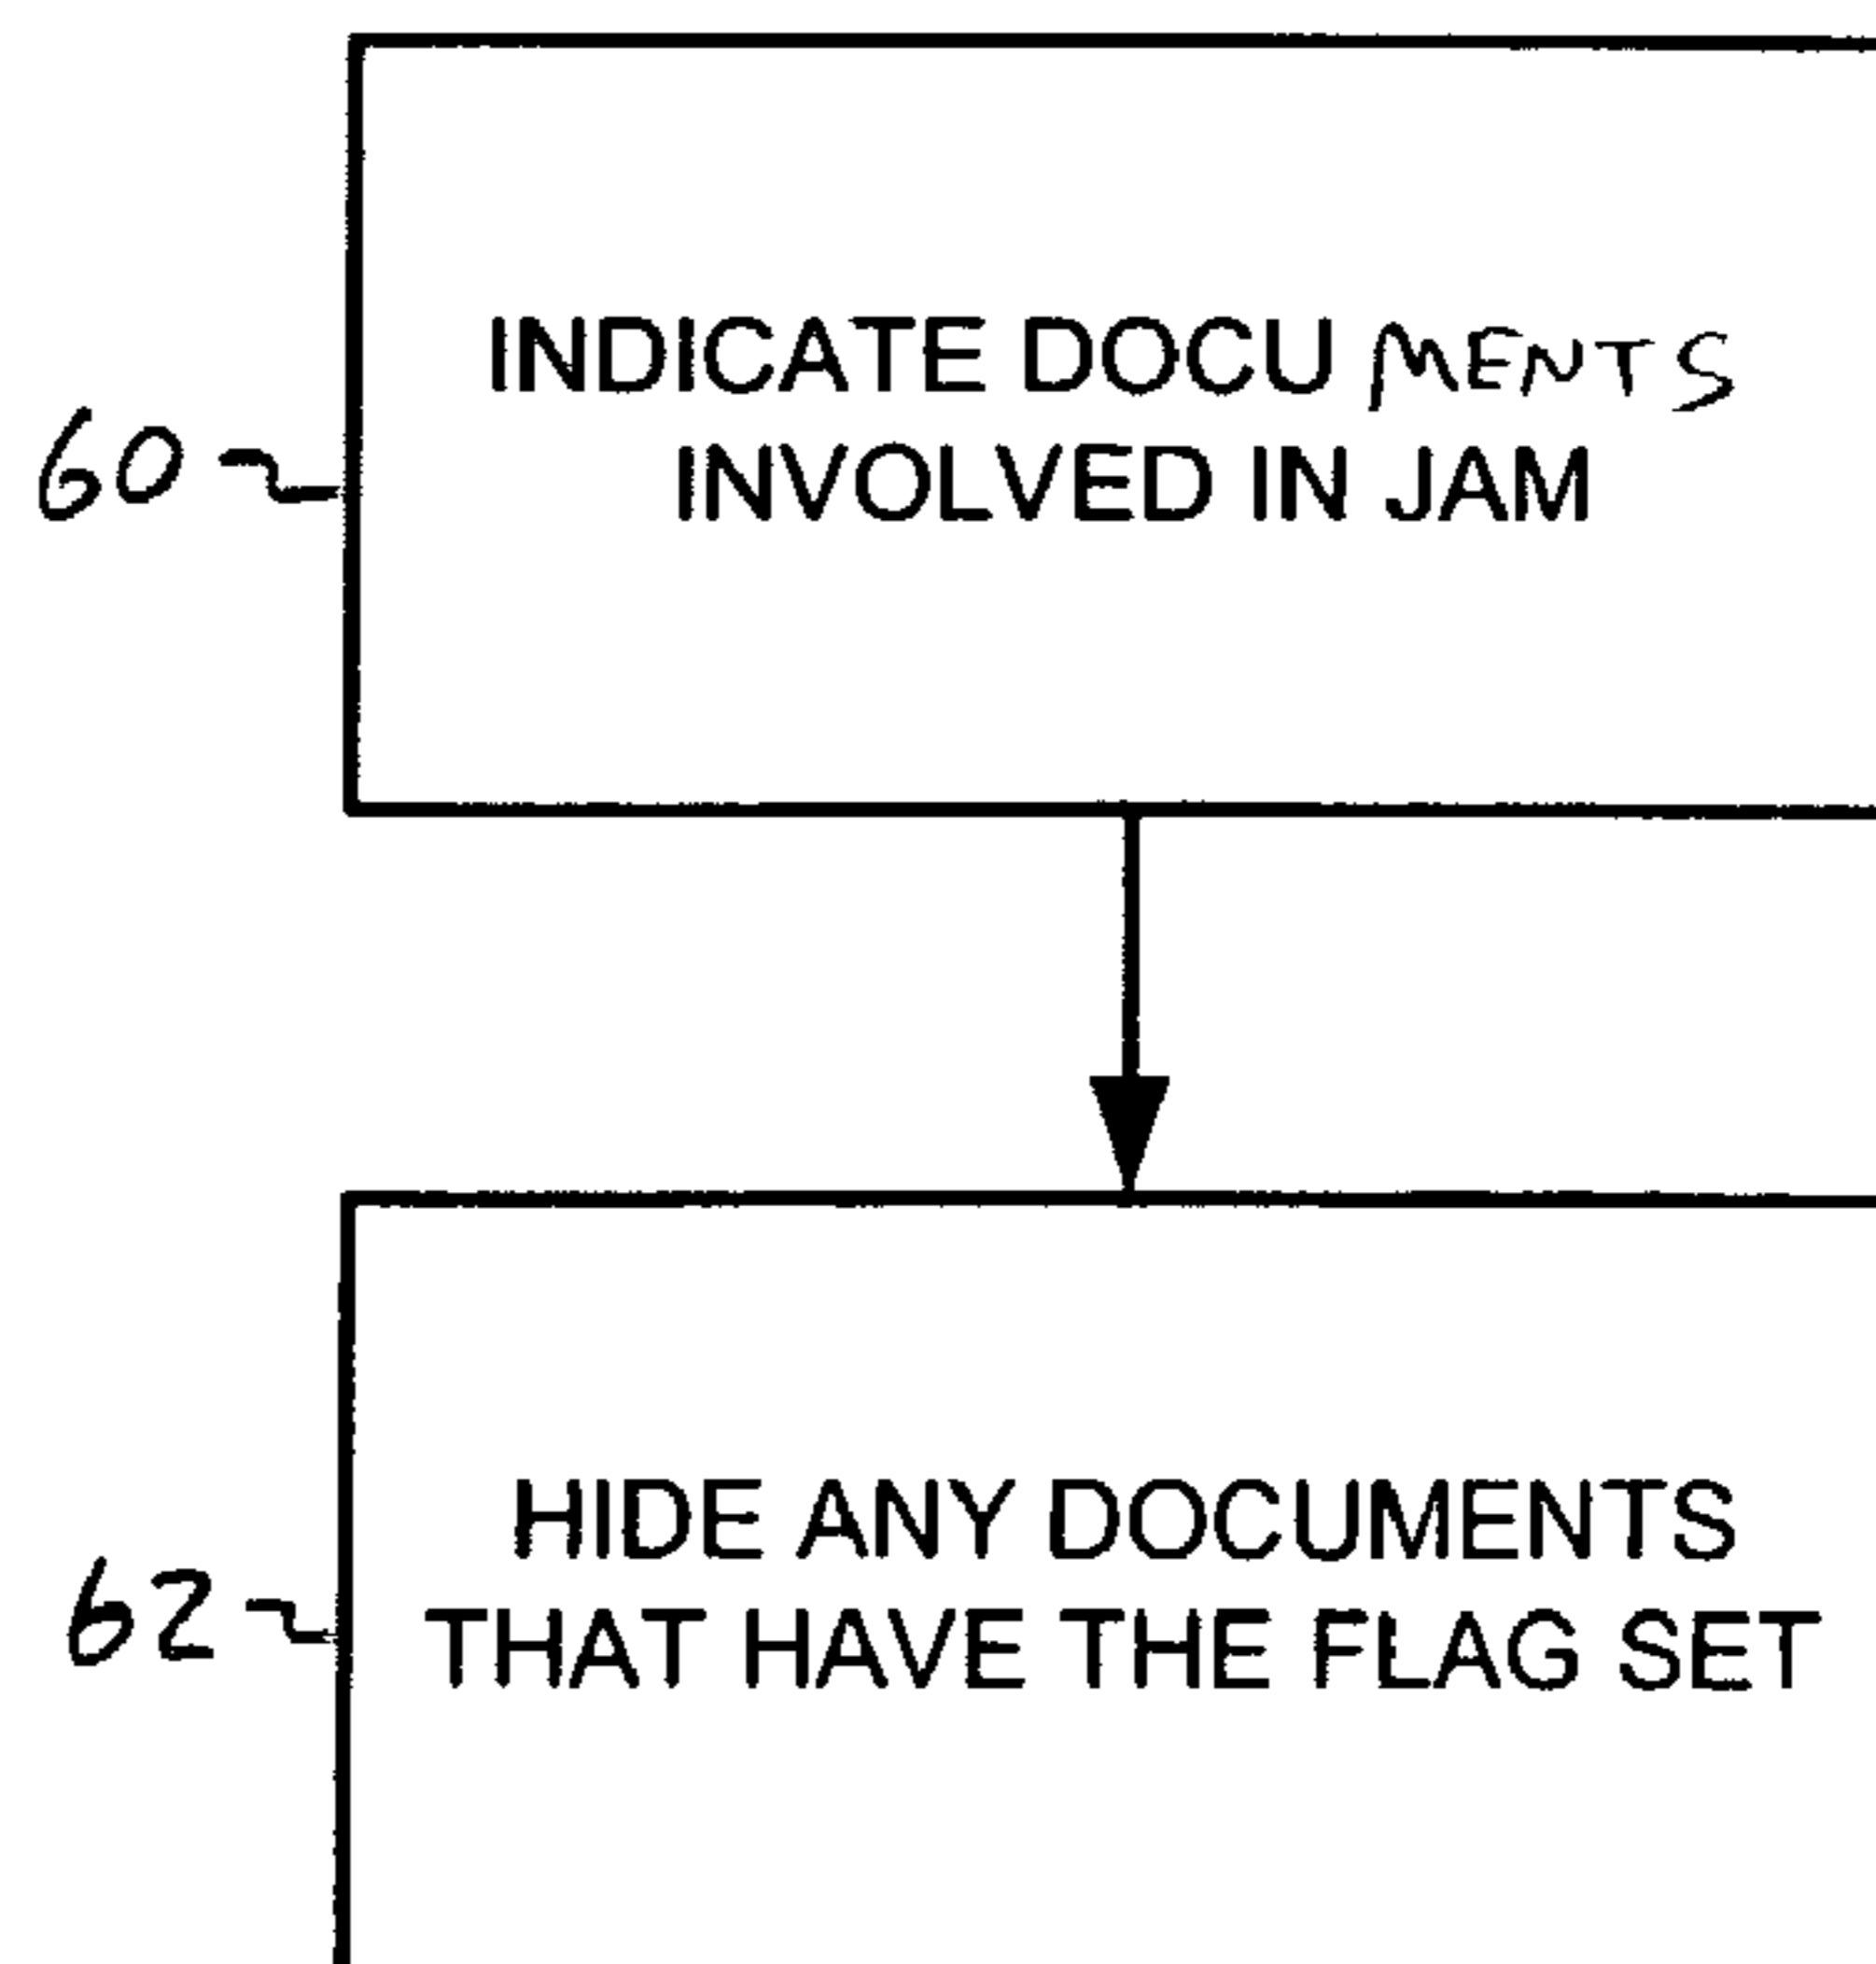 INDICATE DOCUMENTS
INVOLVED IN JAM
60
HIDE ANY DOCUMENTS
THAT HAVE THE FLAG SET
62